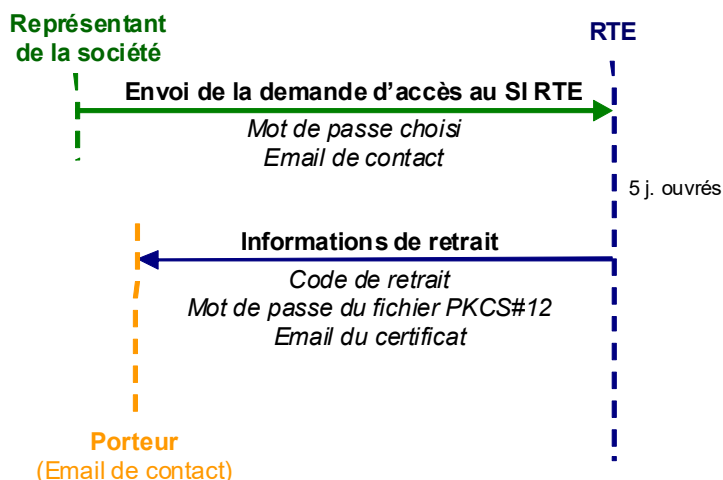 Représentant
de la société
RTE
Envoi de la demande d'accès au SI RTE
Mot de passe choisi
Email de contact
5 j. ouvrés
Informations de retrait
Code de retrait
Mot de passe du fichier PKCS#12
Email du certificat
Porteur
(Email de contact)